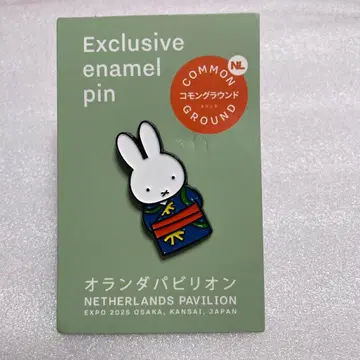 Exclusive
enamel
pin
NL
COMMON
コモングラウンド
GROUND
オランダパビリオン
NETHERLANDS PAVILION
EXPO 2025 OSAKA, KANSAI, JAPAN